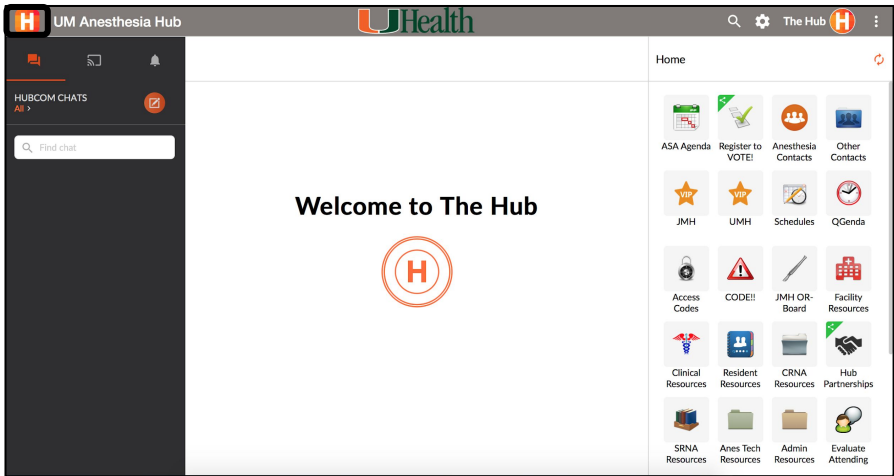 H UM Anesthesia Hub
UHealth
The Hub H
HUBCOM CHATS
All >
Find chat
Welcome to The Hub
H
Home
ASA Agenda
Register to
VOTE!
Anesthesia
Contacts
Other
Contacts
VIP
JMH
VIP
UMH
Schedules
QGenda
Access
Codes
CODE!!
JMH OR-
Board
Facility
Resources
Clinical
Resources
Resident
Resources
CRNA
Resources
Hub
Partnerships
SRNA
Resources
Anes Tech
Resources
Admin
Resources
Evaluate
Attending